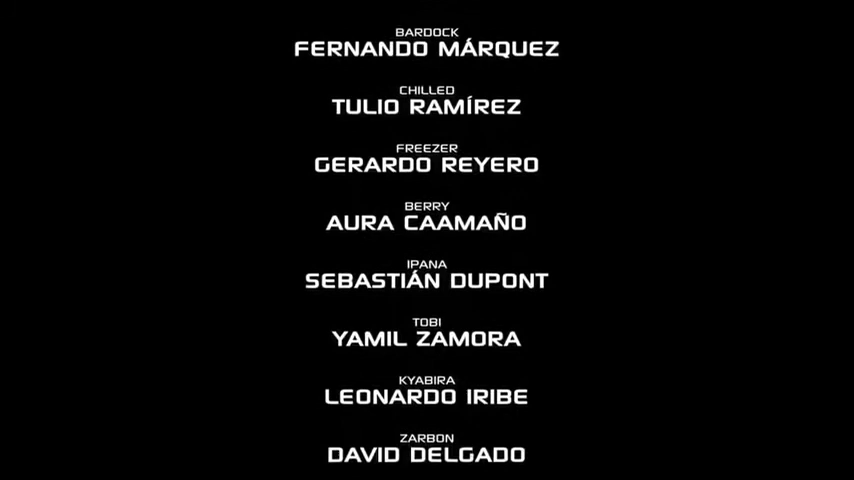 BARDOCK
FERNANDO MÁRQUEZ
CHILLED
TULIO RAMÍREZ
FREEZER
GERARDO REYERO
BERRY
AURA CAAMAÑO
IPANA
SEBASTIÁN DUPONT
TOBI
YAMIL ZAMORA
KYABIRA
LEONARDO IRIBE
ZARBON
DAVID DELGADO